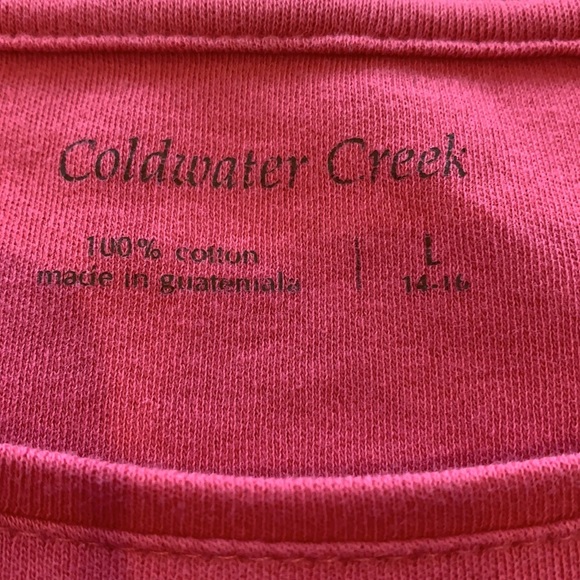 Coldwater Creek
100% cotton | L
made in guatemala | 14-16